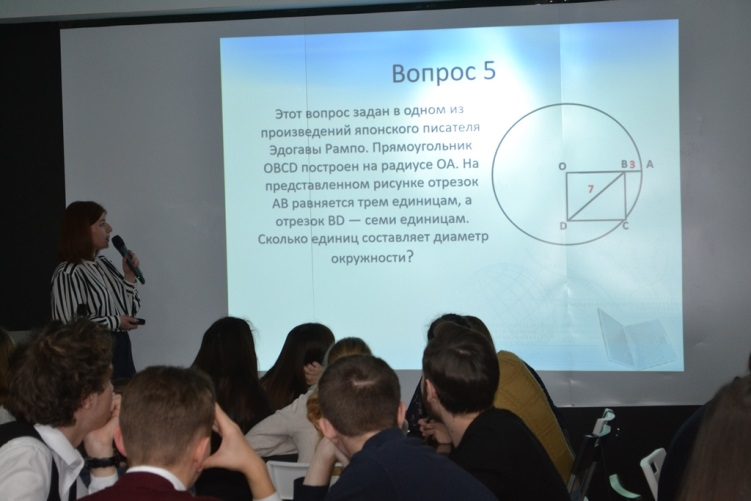 Вопрос 5
Этот вопрос задан в одном из
произведений японского писателя
Эдогавы Рампо. Прямоугольник
OBCD построен на радиусе OA. На
представленном рисунке отрезок
АВ равняется трем единицам, а
отрезок BD — семи единицам.
Сколько единиц составляет диаметр
окружности?
O B 3 A
7
D C